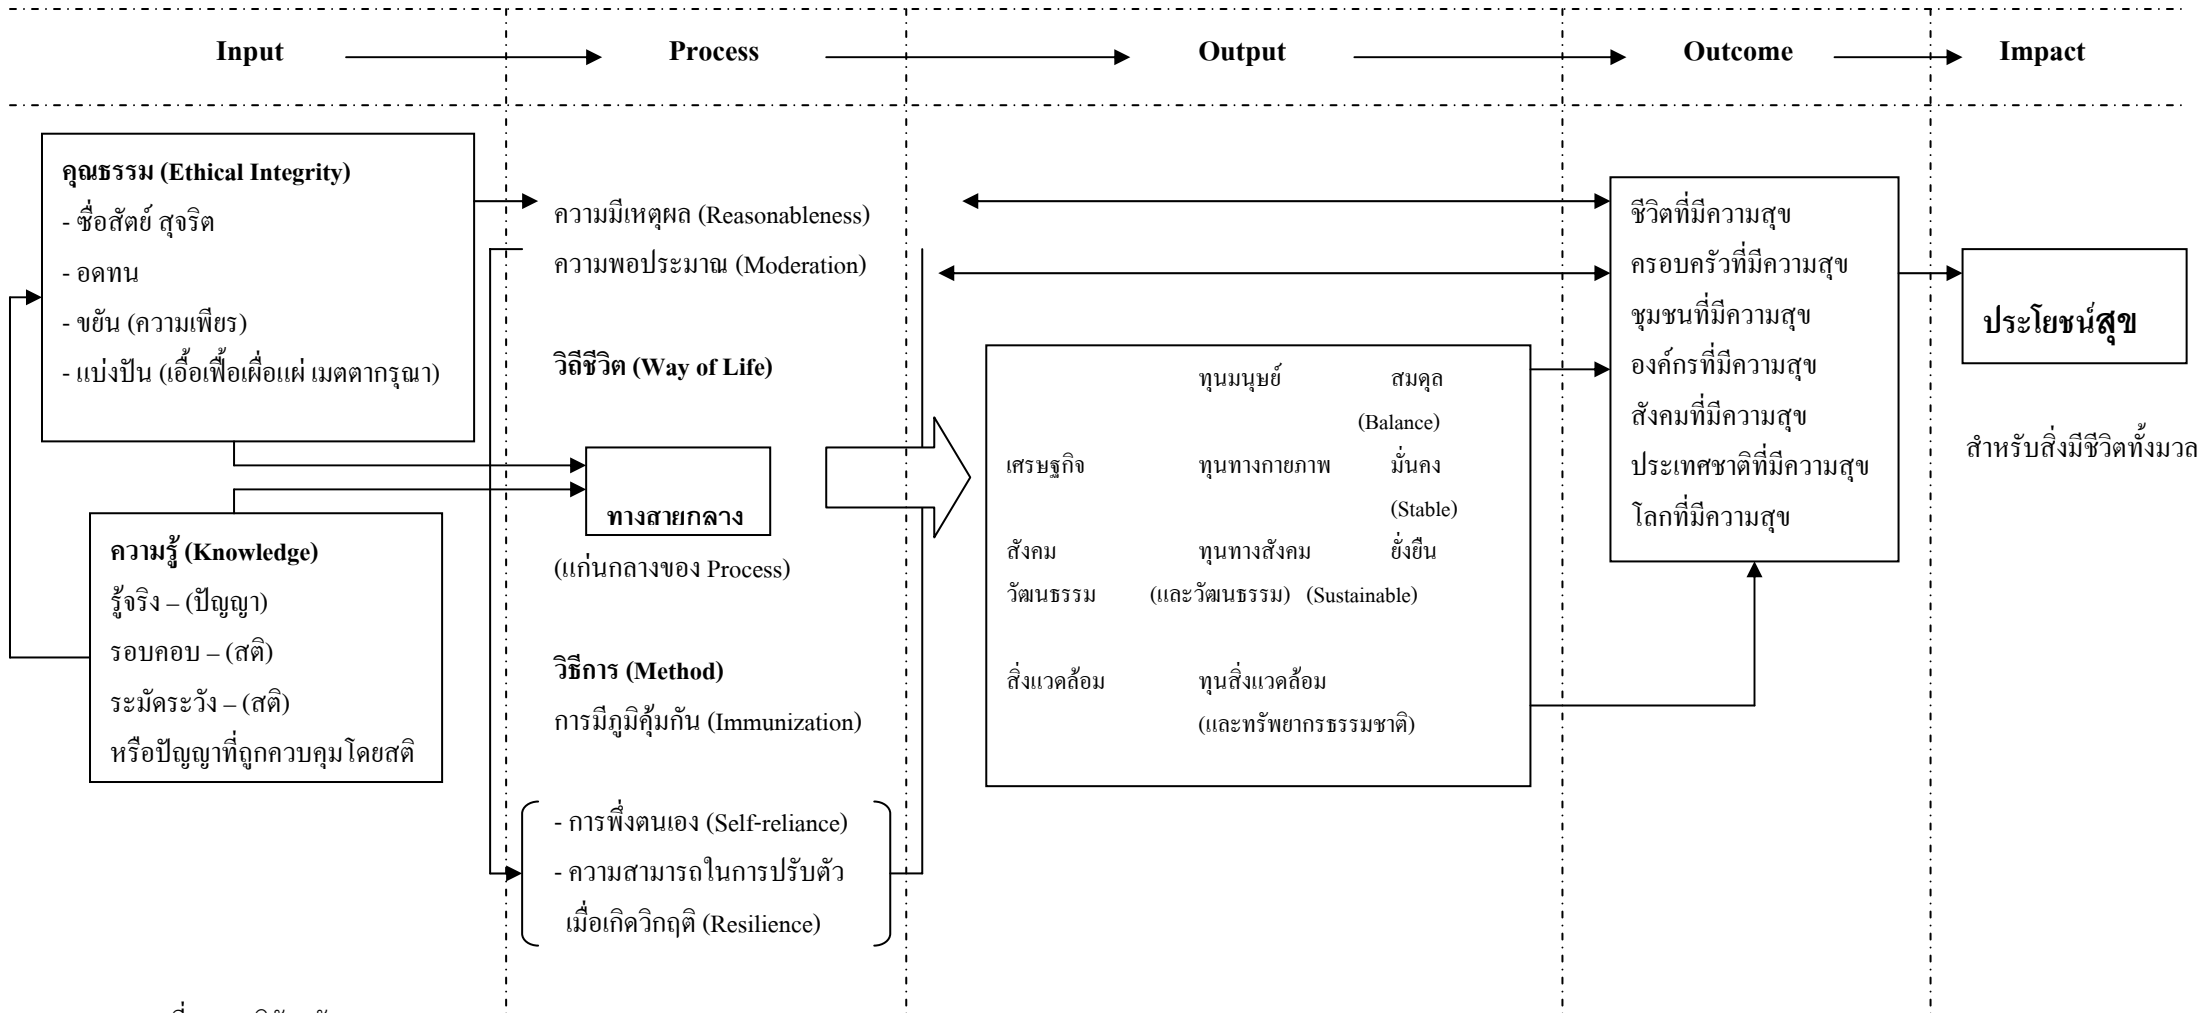 Input Process Output Outcome Impact
คุณธรรม (Ethical Integrity)
- ซื่อสัตย์ สุจริต
- อดทน
- ขยัน (ความเพียร)
- แบ่งปัน (เอื้อเฟื้อเผื่อแผ่ เมตตากรุณา)
ความรู้ (Knowledge)
รู้จริง – (ปัญญา)
รอบคอบ – (สติ)
ระมัดระวัง – (สติ)
หรือปัญญาที่ถูกควบคุมโดยสติ
ความมีเหตุผล (Reasonableness)
ความพอประมาณ (Moderation)
วิถีชีวิต (Way of Life)
ทางสายกลาง
(แก่นกลางของ Process)
วิธีการ (Method)
การมีภูมิคุ้มกัน (Immunization)
- การพึ่งตนเอง (Self-reliance)
- ความสามารถในการปรับตัว
เมื่อเกิดวิกฤติ (Resilience)
ทุนมนุษย์ สมดุล
(Balance)
เศรษฐกิจ ทุนทางกายภาพ มั่นคง
(Stable)
สังคม ทุนทางสังคม ยั่งยืน
วัฒนธรรม (และวัฒนธรรม) (Sustainable)
สิ่งแวดล้อม ทุนสิ่งแวดล้อม
(และทรัพยากรธรรมชาติ)
ชีวิตที่มีความสุข
ครอบครัวที่มีความสุข
ชุมชนที่มีความสุข
องค์กรที่มีความสุข
สังคมที่มีความสุข
ประเทศชาติที่มีความสุข
โลกที่มีความสุข
ประโยชน์สุข
สำหรับสิ่งมีชีวิตทั้งมวล